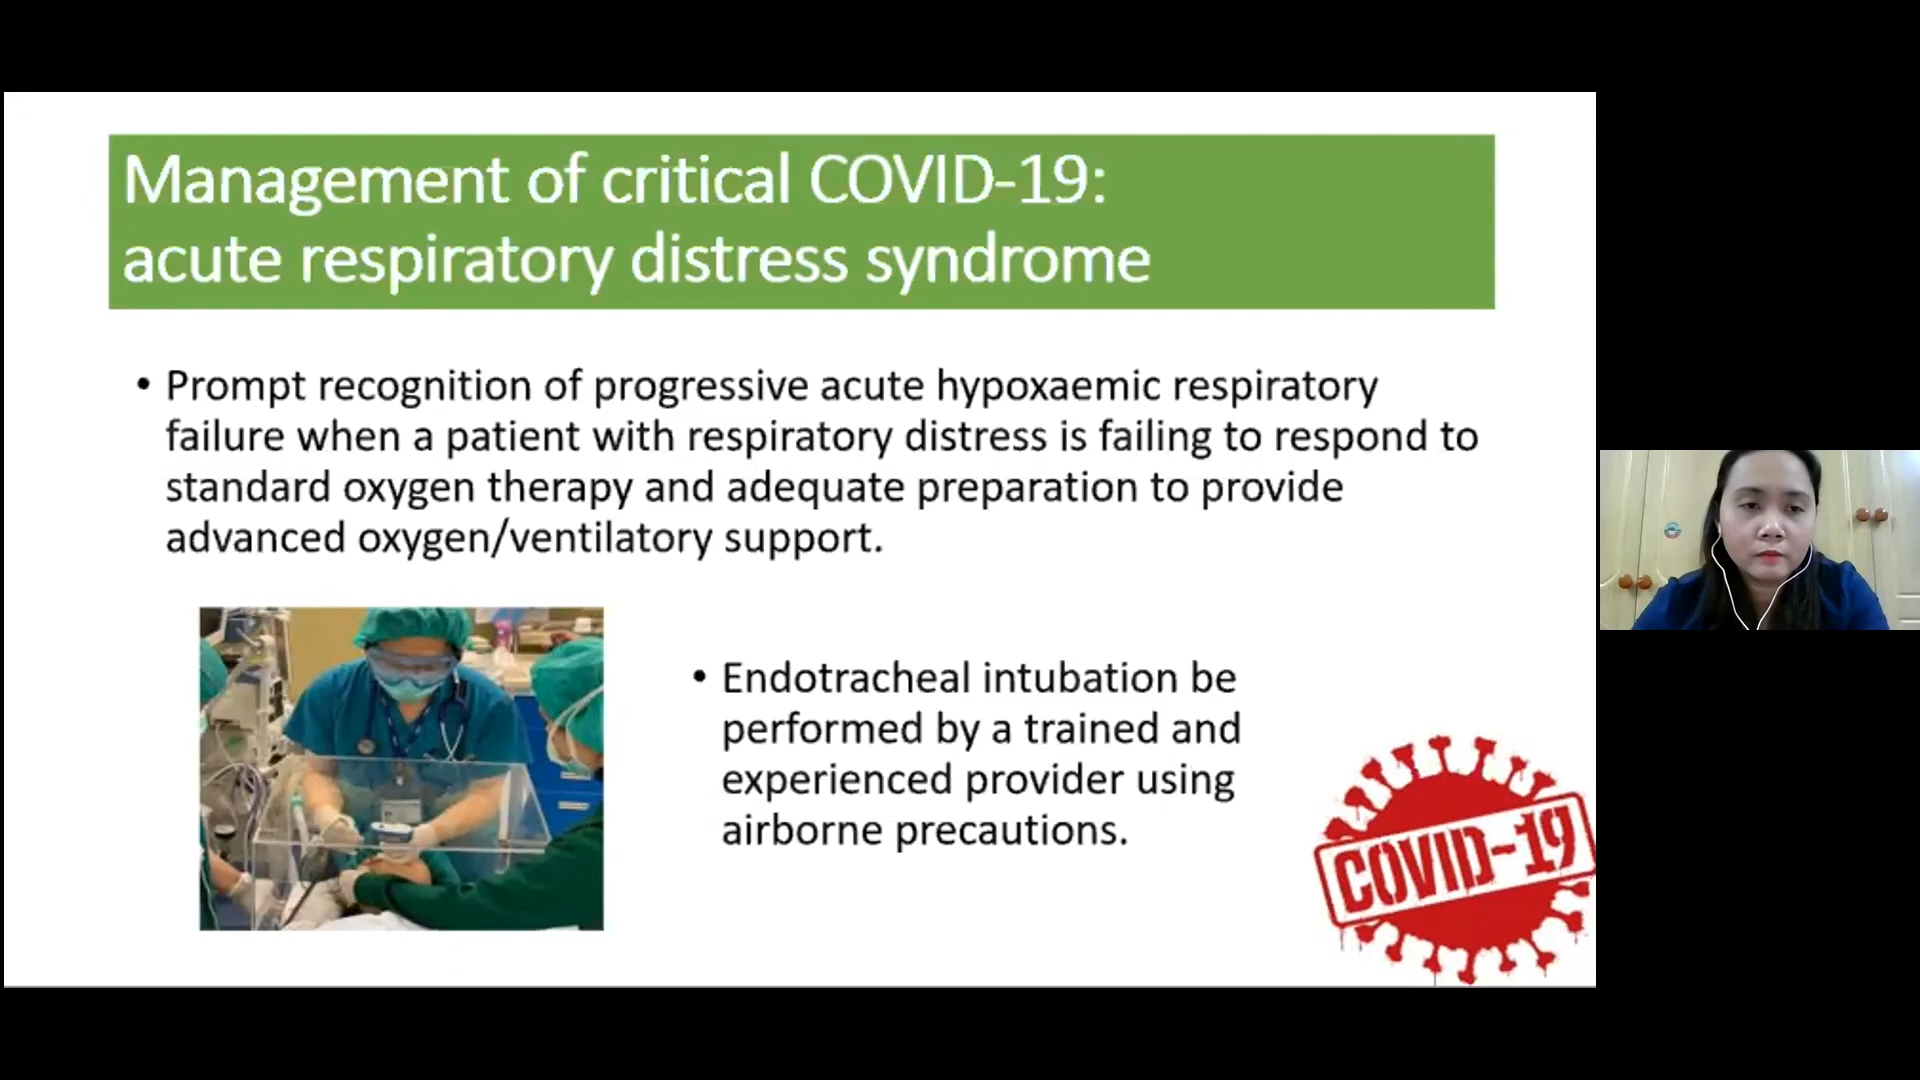 Management of critical COVID-19:
acute respiratory distress syndrome
• Prompt recognition of progressive acute hypoxaemic respiratory
failure when a patient with respiratory distress is failing to respond to
standard oxygen therapy and adequate preparation to provide
advanced oxygen/ventilatory support.
• Endotracheal intubation be
performed by a trained and
experienced provider using
airborne precautions.
COVID-19